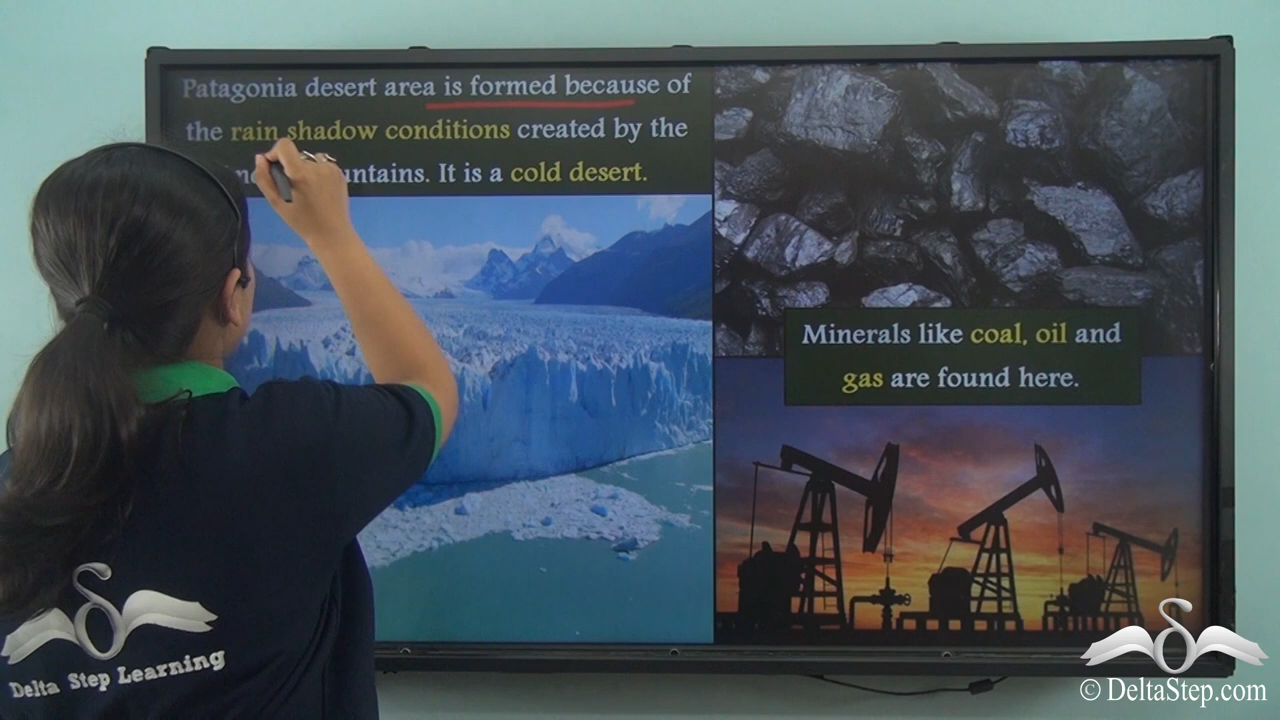 Patagonia desert area is formed because of
the rain shadow conditions created by the
It is a cold desert.
Minerals like coal, oil and
gas are found here.
Delta Step Learning
© DeltaStep.com